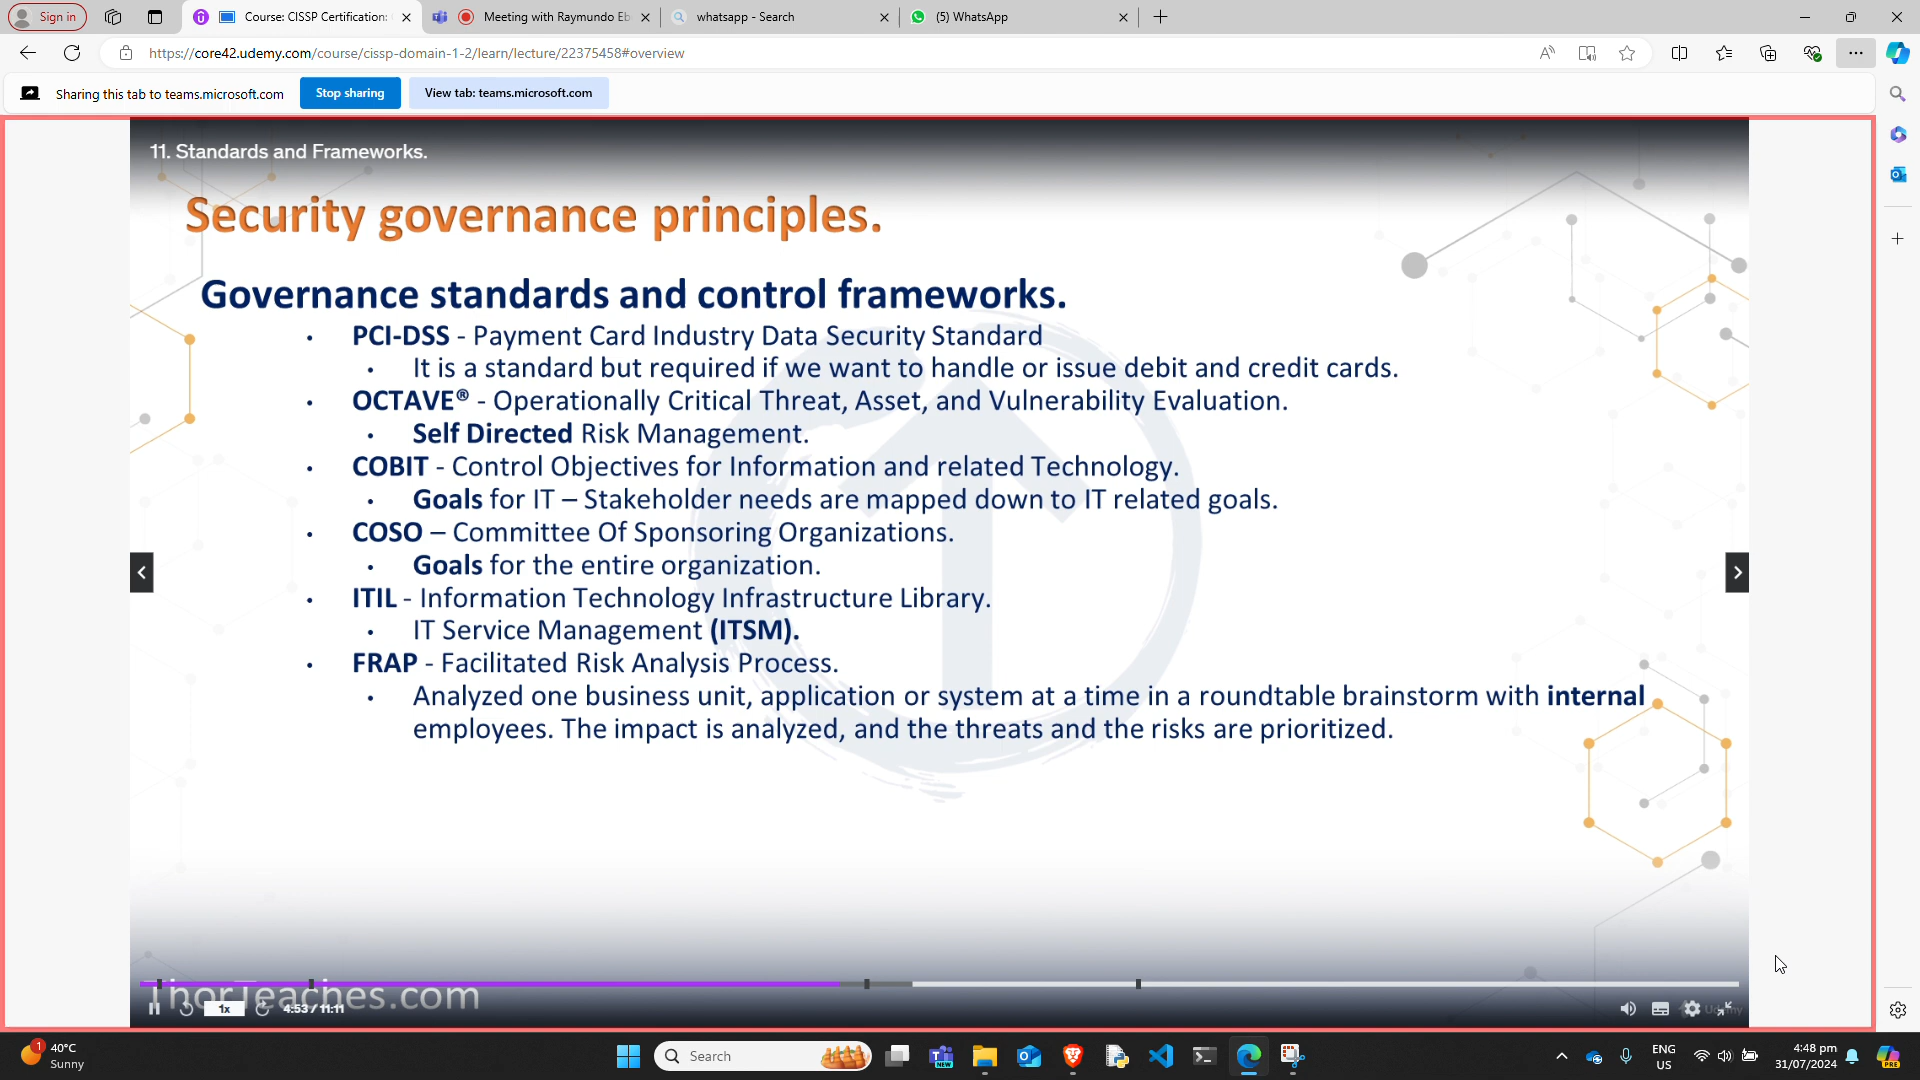 Sign in
Course: CISSP Certification:
Meeting with Raymundo Eb
whatsapp - Search
(5) WhatsApp
https://core42.udemy.com/course/cissp-domain-1-2/learn/lecture/22375458#overview
Sharing this tab to teams.microsoft.com
Stop sharing
View tab: teams.microsoft.com
11. Standards and Frameworks.
Security governance principles.
Governance standards and control frameworks.
• PCI-DSS - Payment Card Industry Data Security Standard
• It is a standard but required if we want to handle or issue debit and credit cards.
• OCTAVE® - Operationally Critical Threat, Asset, and Vulnerability Evaluation.
• Self Directed Risk Management.
• COBIT - Control Objectives for Information and related Technology.
• Goals for IT – Stakeholder needs are mapped down to IT related goals.
• COSO – Committee Of Sponsoring Organizations.
• Goals for the entire organization.
• ITIL - Information Technology Infrastructure Library.
• IT Service Management (ITSM).
• FRAP - Facilitated Risk Analysis Process.
• Analyzed one business unit, application or system at a time in a roundtable brainstorm with internal
employees. The impact is analyzed, and the threats and the risks are prioritized.
ThorTeaches.com
1x
4:53 / 11:11
1
40°C
Sunny
Search
NEW
ENG
US
4:48 pm
31/07/2024
PRE